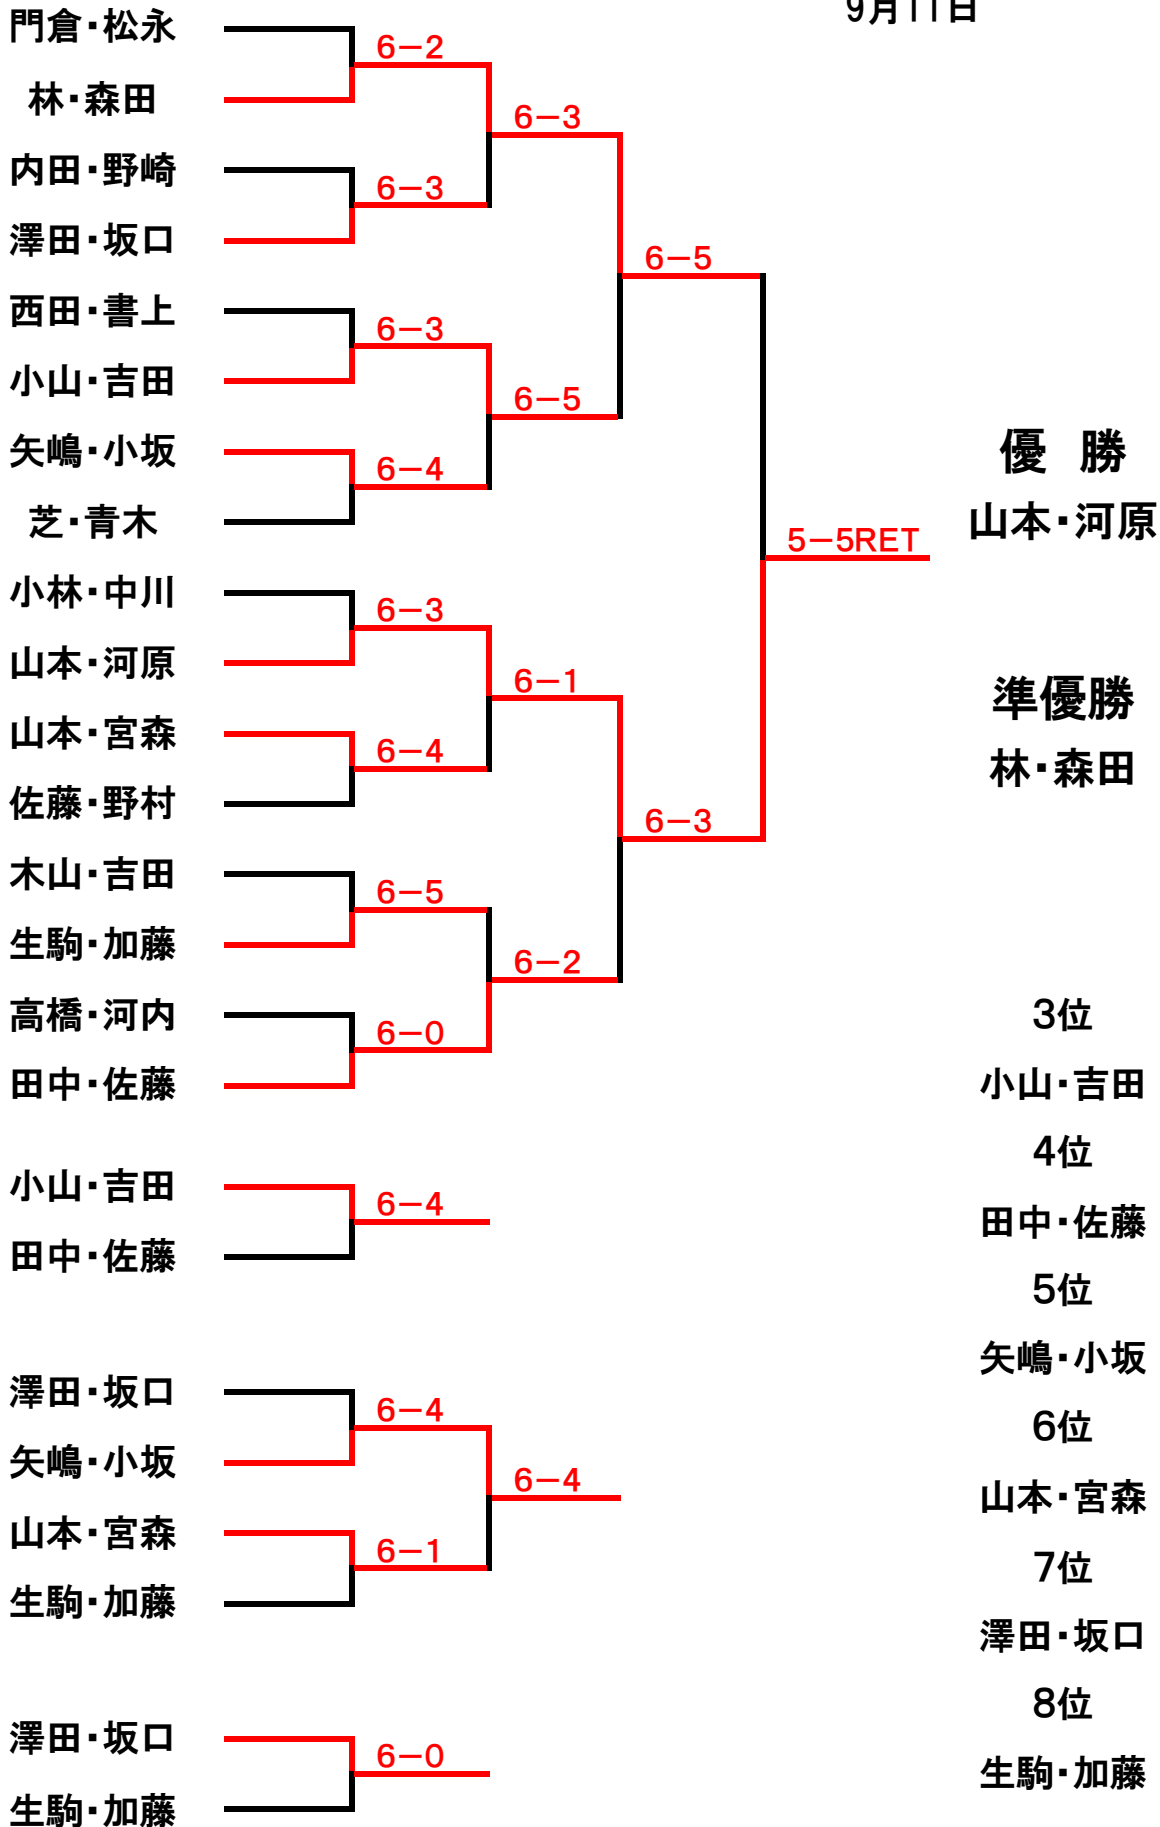 9月11日
門倉・松永
6-2
林・森田
6-3
内田・野崎
6-3
澤田・坂口
6-5
西田・書上
6-3
小山・吉田
6-5
矢嶋・小坂
6-4
芝・青木
優 勝
山本・河原
5-5RET
小林・中川
6-3
山本・河原
6-1
山本・宮森
6-4
佐藤・野村
準優勝
林・森田
6-3
木山・吉田
6-5
生駒・加藤
6-2
高橋・河内
6-0
田中・佐藤
小山・吉田
6-4
田中・佐藤
澤田・坂口
6-4
矢嶋・小坂
6-4
山本・宮森
6-1
生駒・加藤
澤田・坂口
6-0
生駒・加藤
3位
小山・吉田
4位
田中・佐藤
5位
矢嶋・小坂
6位
山本・宮森
7位
澤田・坂口
8位
生駒・加藤